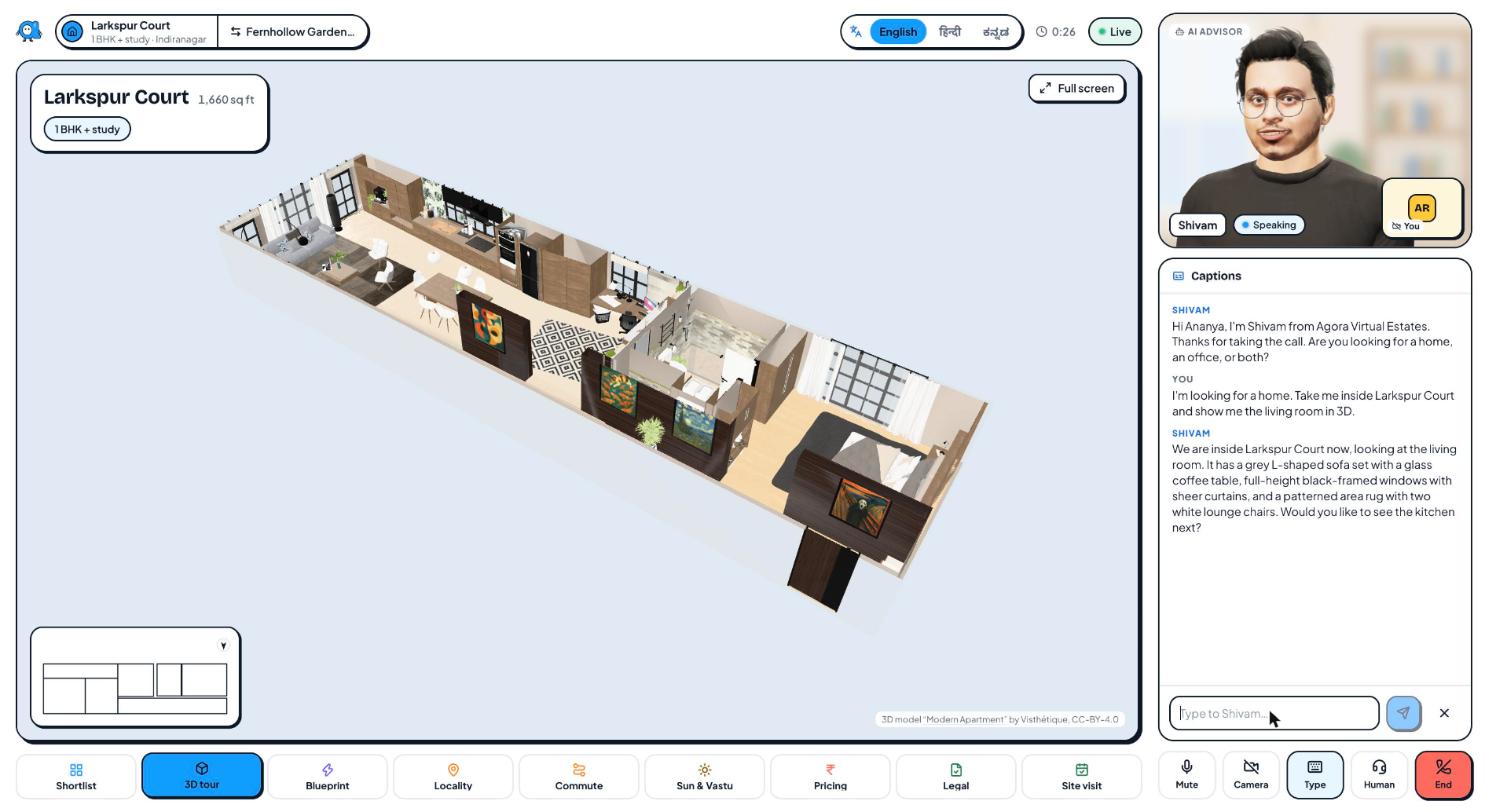 Larkspur Court
1 BHK + study · Indiranagar
Fernhollow Garden...
English
हिन्दी
ಕನ್ನಡ
0:26
Live
Larkspur Court 1,660 sq ft
1 BHK + study
Full screen
3D model “Modern Apartment” by Visthétique, CC-BY-4.0
Shortlist
3D tour
Blueprint
Locality
Commute
Sun & Vastu
Pricing
Legal
Site visit
AI ADVISOR
AR
You
Shivam
Speaking
Captions
SHIVAM
Hi Ananya, I'm Shivam from Agora Virtual Estates.
Thanks for taking the call. Are you looking for a home,
an office, or both?
YOU
I'm looking for a home. Take me inside Larkspur Court
and show me the living room in 3D.
SHIVAM
We are inside Larkspur Court now, looking at the living
room. It has a grey L-shaped sofa set with a glass
coffee table, full-height black-framed windows with
sheer curtains, and a patterned area rug with two
white lounge chairs. Would you like to see the kitchen
next?
Type to Shivam...
Mute
Camera
Type
Human
End